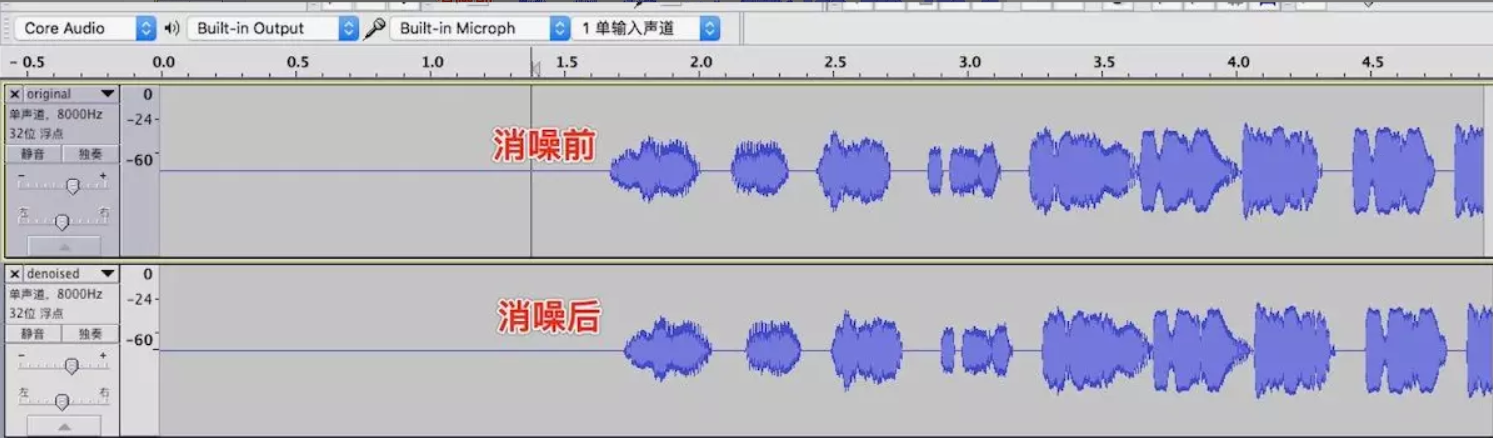 Core Audio Built-in Output Built-in Microph 1 单输入声道
- 0.5 0.0 0.5 1.0 1.5 2.0 2.5 3.0 3.5 4.0 4.5
× original ▼ 0
单声道, 8000Hz -24-
32位 浮点
静音 独奏 -60-
消噪前
- +
左 右
× denoised ▼ 0
单声道, 8000Hz -24-
32位 浮点
静音 独奏 -60-
消噪后
- +
左 右